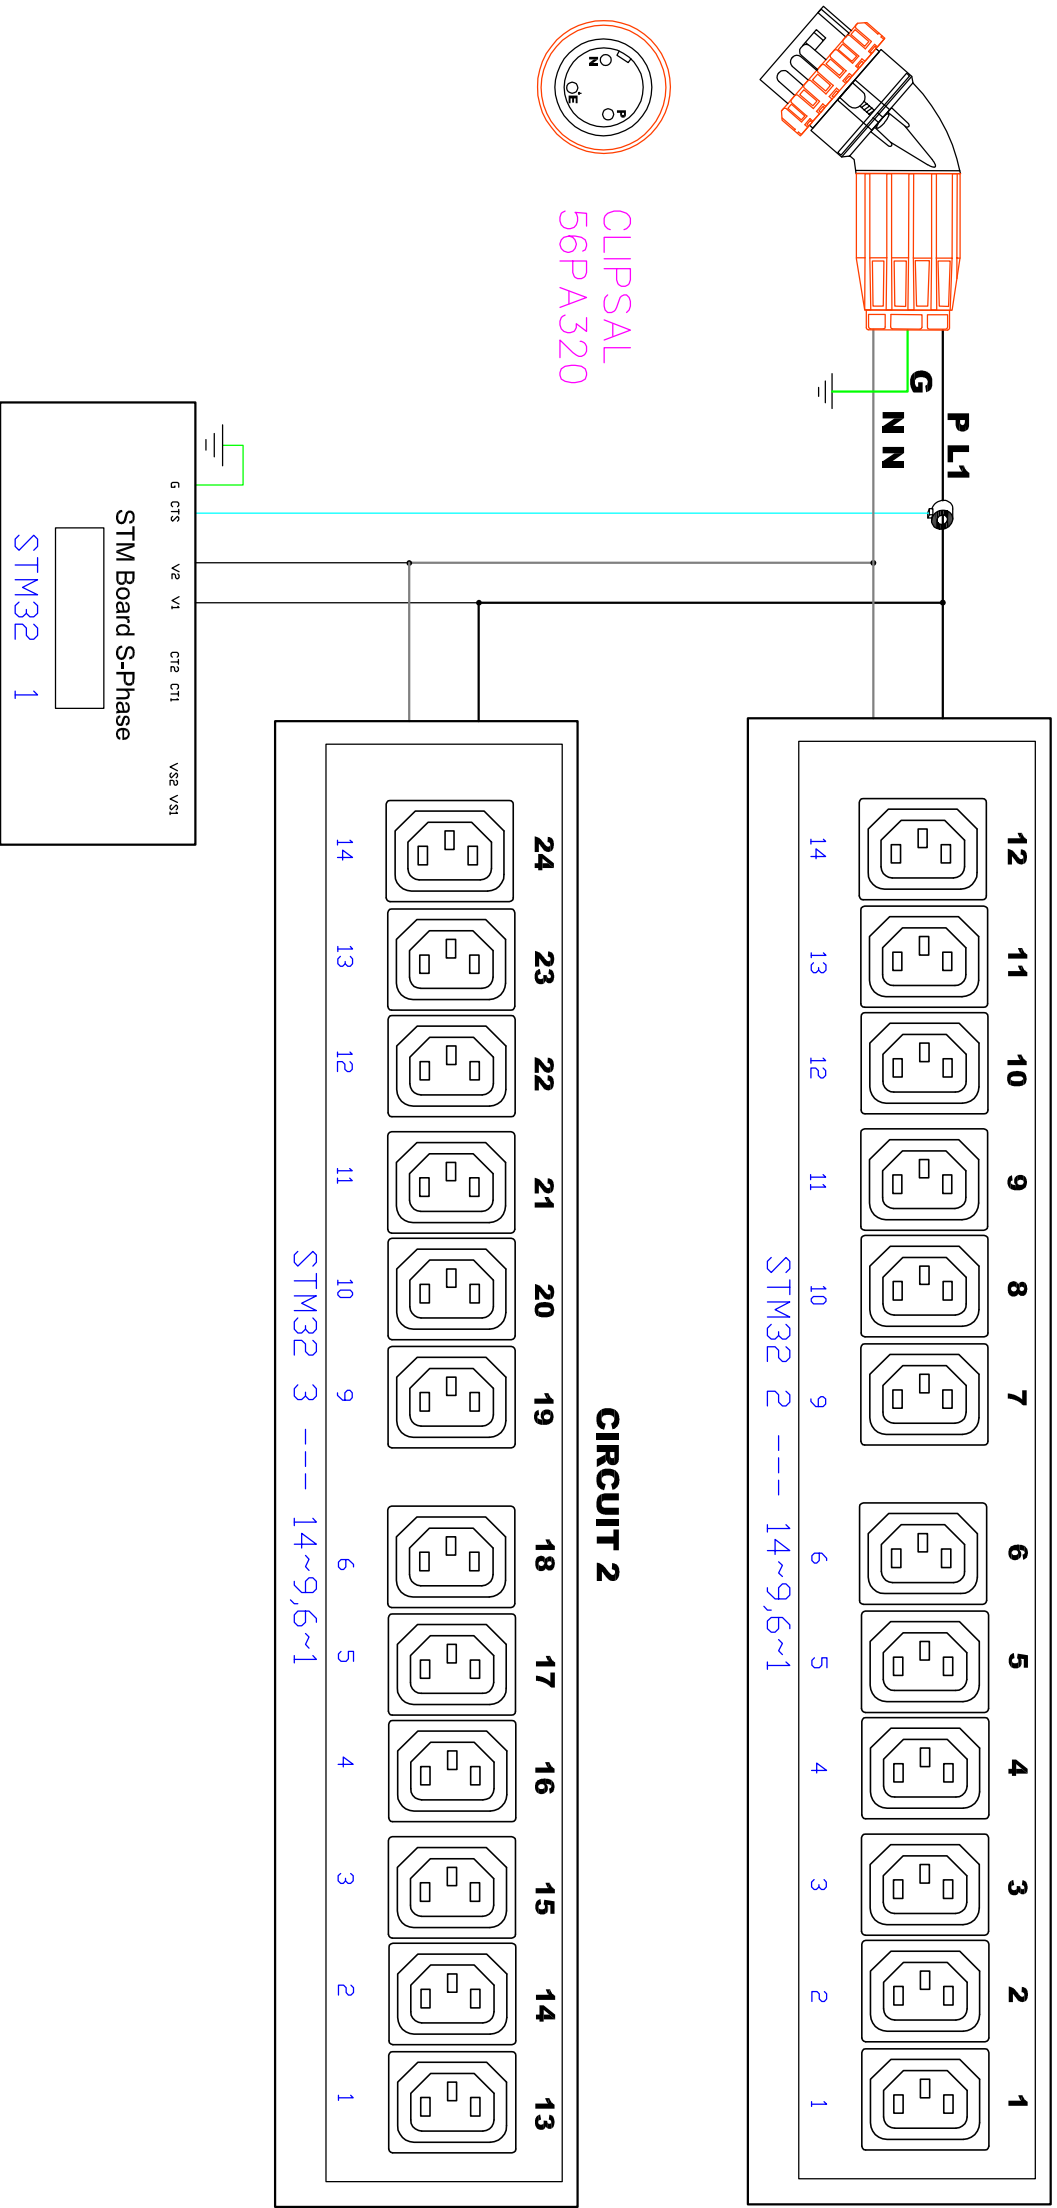 12 11 10 9 8 7 6 5 4 3 2 1
14 13 12 11 10 9 6 5 4 3 2 1
STM32 2 --- 14~9,6~1
P L1
G
N N
CLIPSAL
56PA320
N
P
E
CIRCUIT 2
24 23 22 21 20 19 18 17 16 15 14 13
14 13 12 11 10 9 6 5 4 3 2 1
STM32 3 --- 14~9,6~1
G CTS V2 V1 CT2 CT1 VS2 VS1
STM Board S-Phase
STM32 1